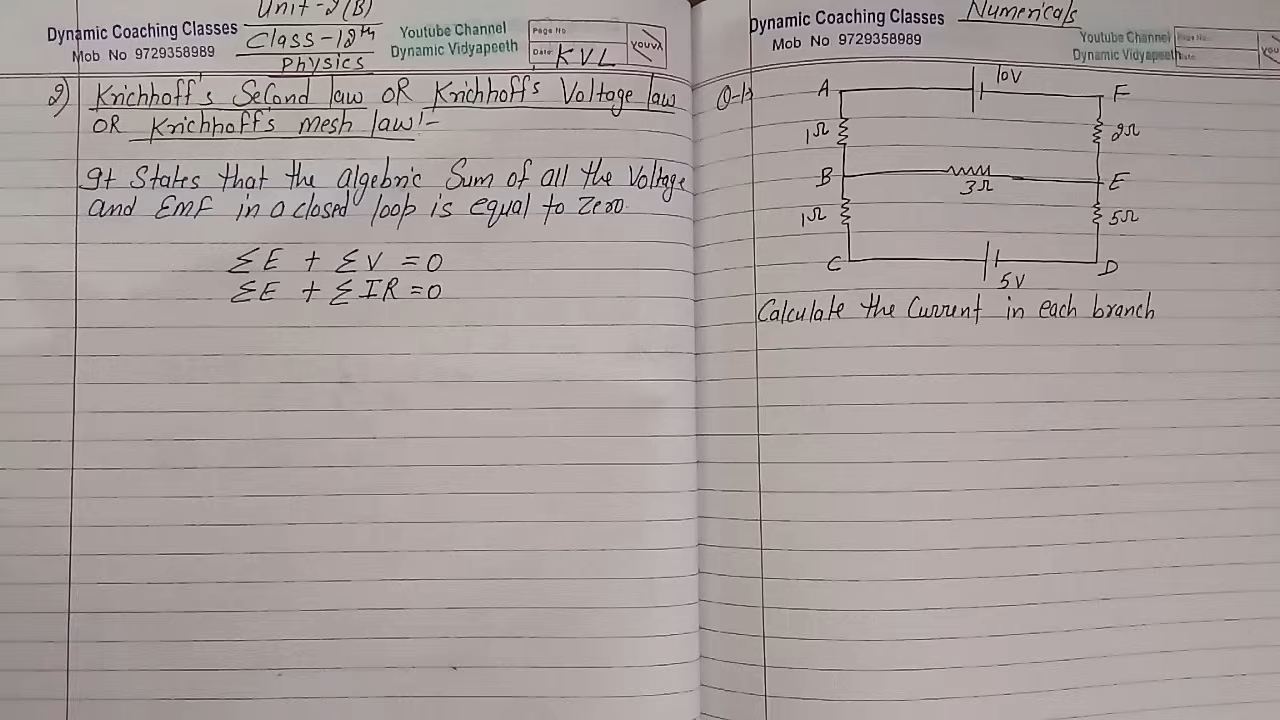 Dynamic Coaching Classes
Mob No 9729358989
Unit-2(B)
Class-12th
Physics
Youtube Channel
Dynamic Vidyapeeth
Page No
Date
KVL
YOUVA
2) Krichhoff's Second law OR Krichhoff's Voltage law
OR Krichhoff's mesh law:-
It States that the algebric Sum of all the Voltage
and EMF in a closed loop is equal to zero.
ΣE + ΣV = 0
ΣE + ΣIR = 0
Dynamic Coaching Classes
Mob No 9729358989
Numericals
Youtube Channel
Dynamic Vidyapeeth
Page No
Date
YOU
Q-1)
A
10V
F
1Ω
2Ω
B
3Ω
E
1Ω
5Ω
C
5V
D
Calculate the Current in each branch